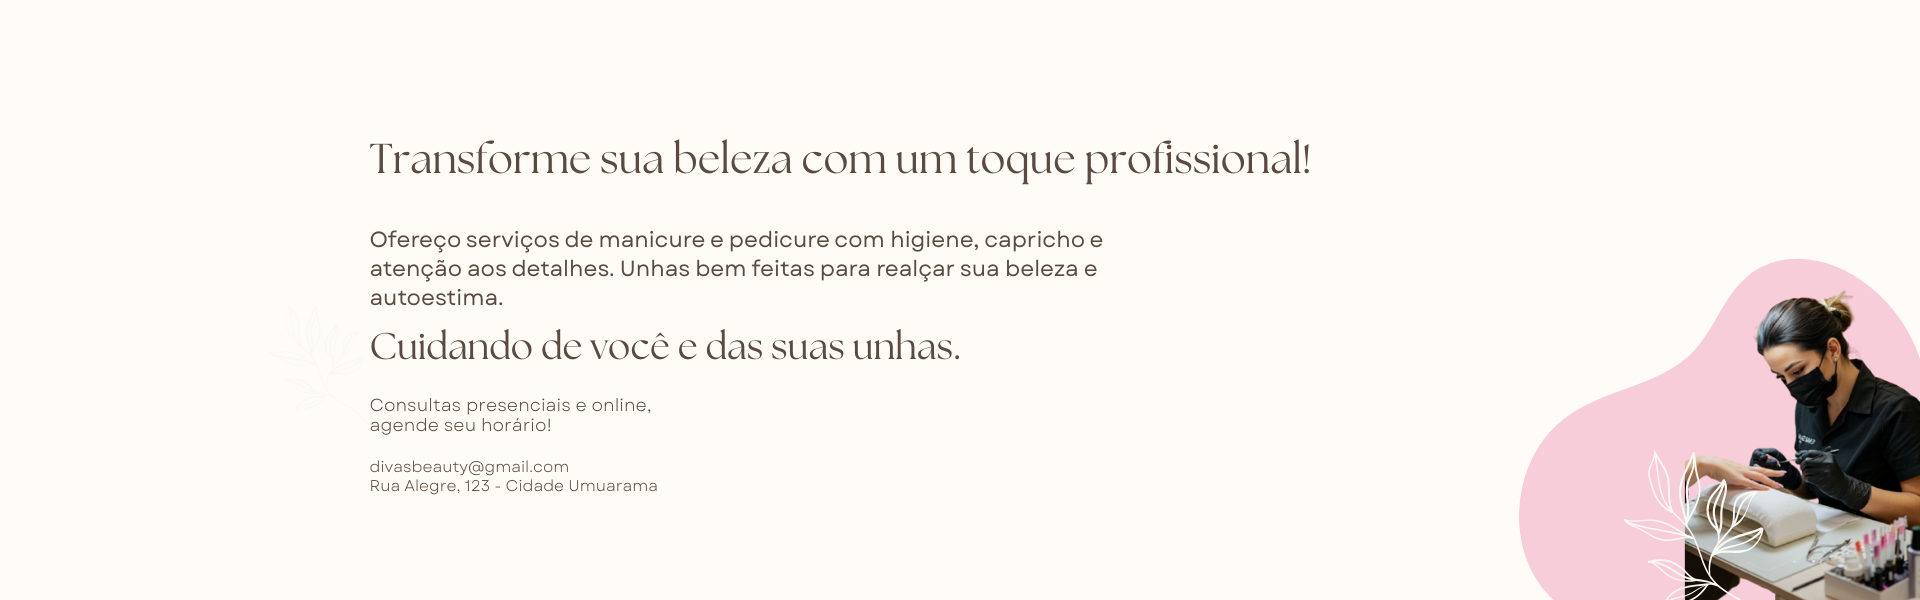 Transforme sua beleza com um toque profissional!
Ofereço serviços de manicure e pedicure com higiene, capricho e
atenção aos detalhes. Unhas bem feitas para realçar sua beleza e
autoestima.
Cuidando de você e das suas unhas.
Consultas presenciais e online,
agende seu horário!
divasbeauty@gmail.com
Rua Alegre, 123 - Cidade Umuarama